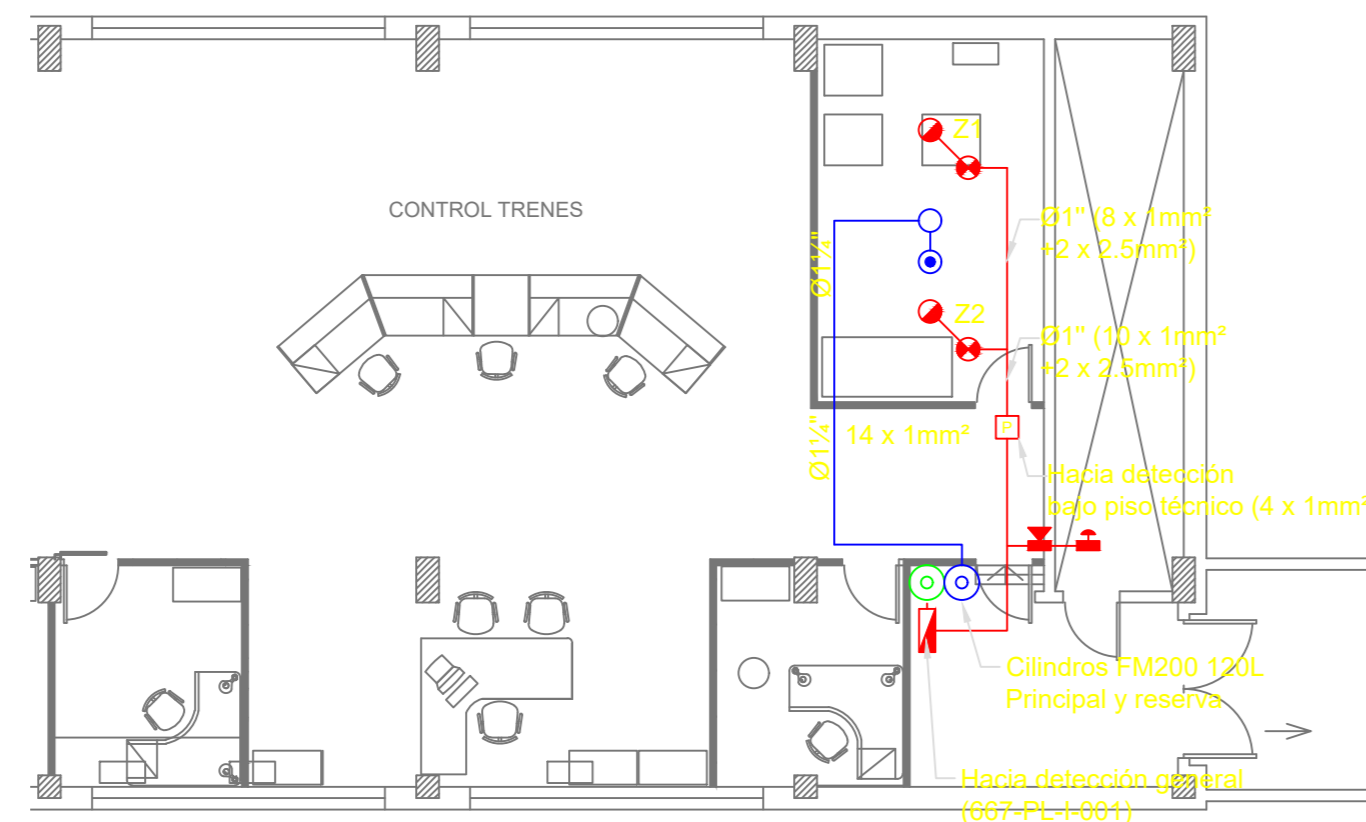 Z1
CONTROL TRENES
Ø1" (8 x 1mm²
+2 x 2.5mm²)
Ø1¼"
Z2
Ø1" (10 x 1mm²
+2 x 2.5mm²)
Ø1¼"
14 x 1mm²
P
Hacia detección
bajo piso técnico (4 x 1mm²
Cilindros FM200 120L
Principal y reserva
Hacia detección general
(667-PL-I-001)